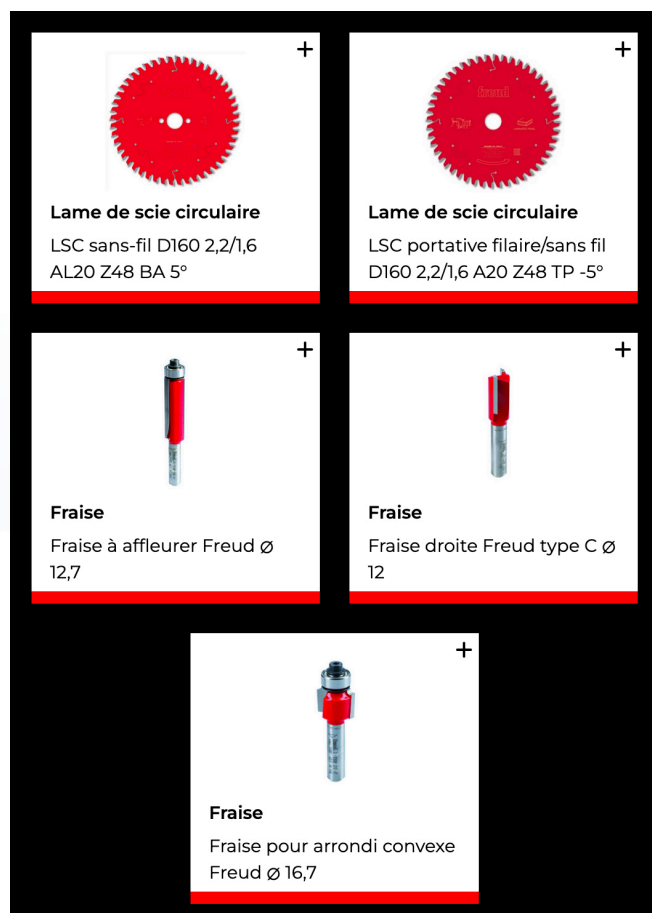 freud
Lame de scie circulaire
LSC sans-fil D160 2,2/1,6
AL20 Z48 BA 5°
Lame de scie circulaire
LSC portative filaire/sans fil
D160 2,2/1,6 A20 Z48 TP -5°
Fraise
Fraise à affleurer Freud ⌀
12,7
Fraise
Fraise droite Freud type C ⌀
12
Fraise
Fraise pour arrondi convexe
Freud ⌀ 16,7